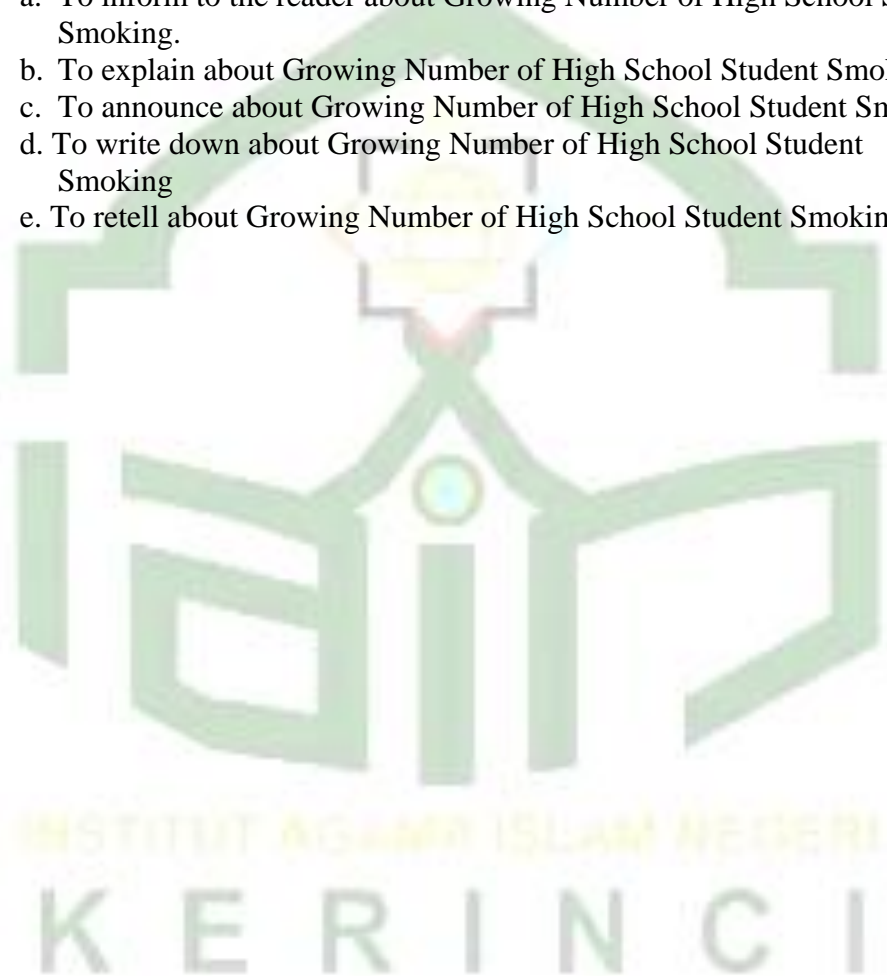 a. To inform to the reader about Growing Number of High School
Smoking.
b. To explain about Growing Number of High School Student
c. To announce about Growing Number of High School Student
d. To write down about Growing Number of High School Student
Smoking
e. To retell about Growing Number of High School Student
INSTITUT AGAMA ISLAM NEGERI
K E R I N C I